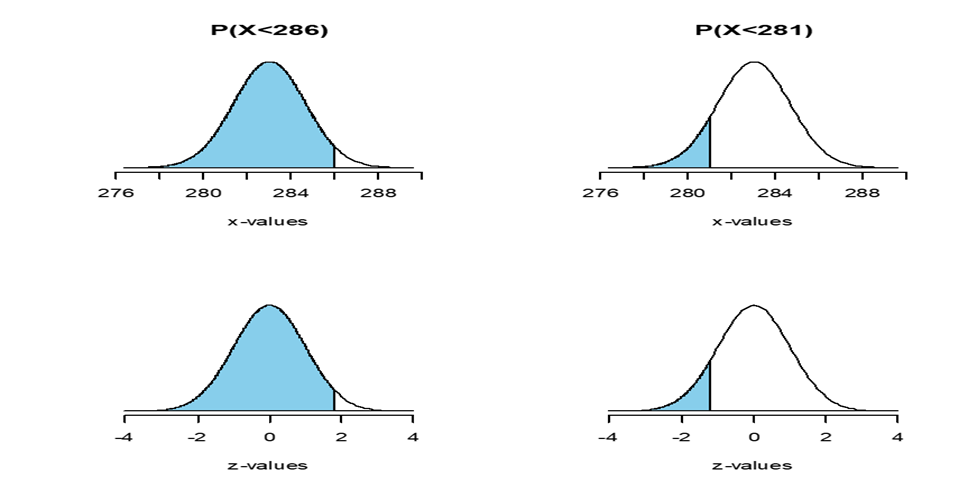 P(X<286)
276 280 284 288
x-values
P(X<281)
276 280 284 288
x-values
-4 -2 0 2 4
z-values
-4 -2 0 2 4
z-values